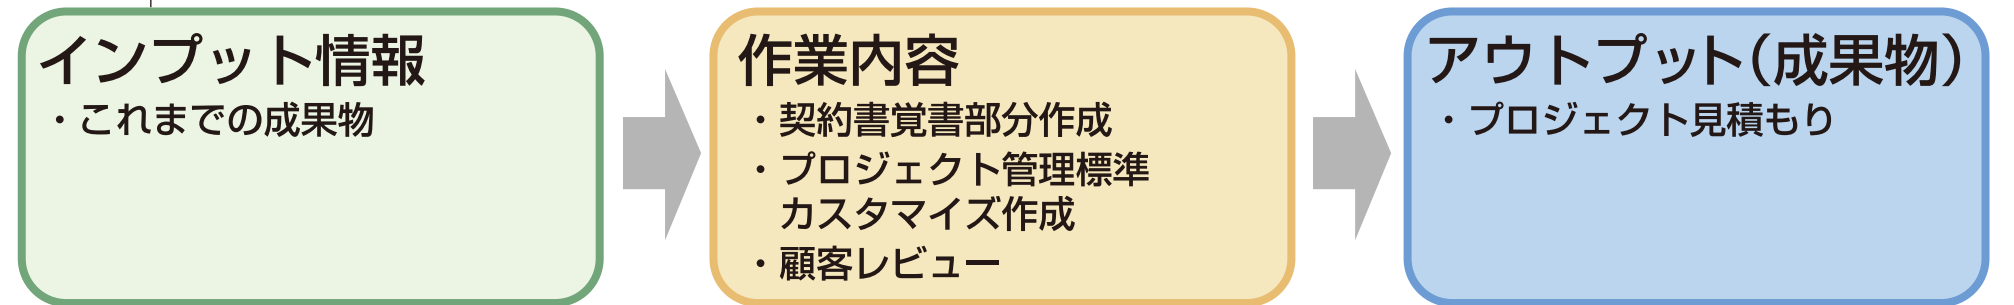 インプット情報
・これまでの成果物
作業内容
・契約書覚書部分作成
・プロジェクト管理標準
カスタマイズ作成
・顧客レビュー
アウトプット(成果物)
・プロジェクト見積もり